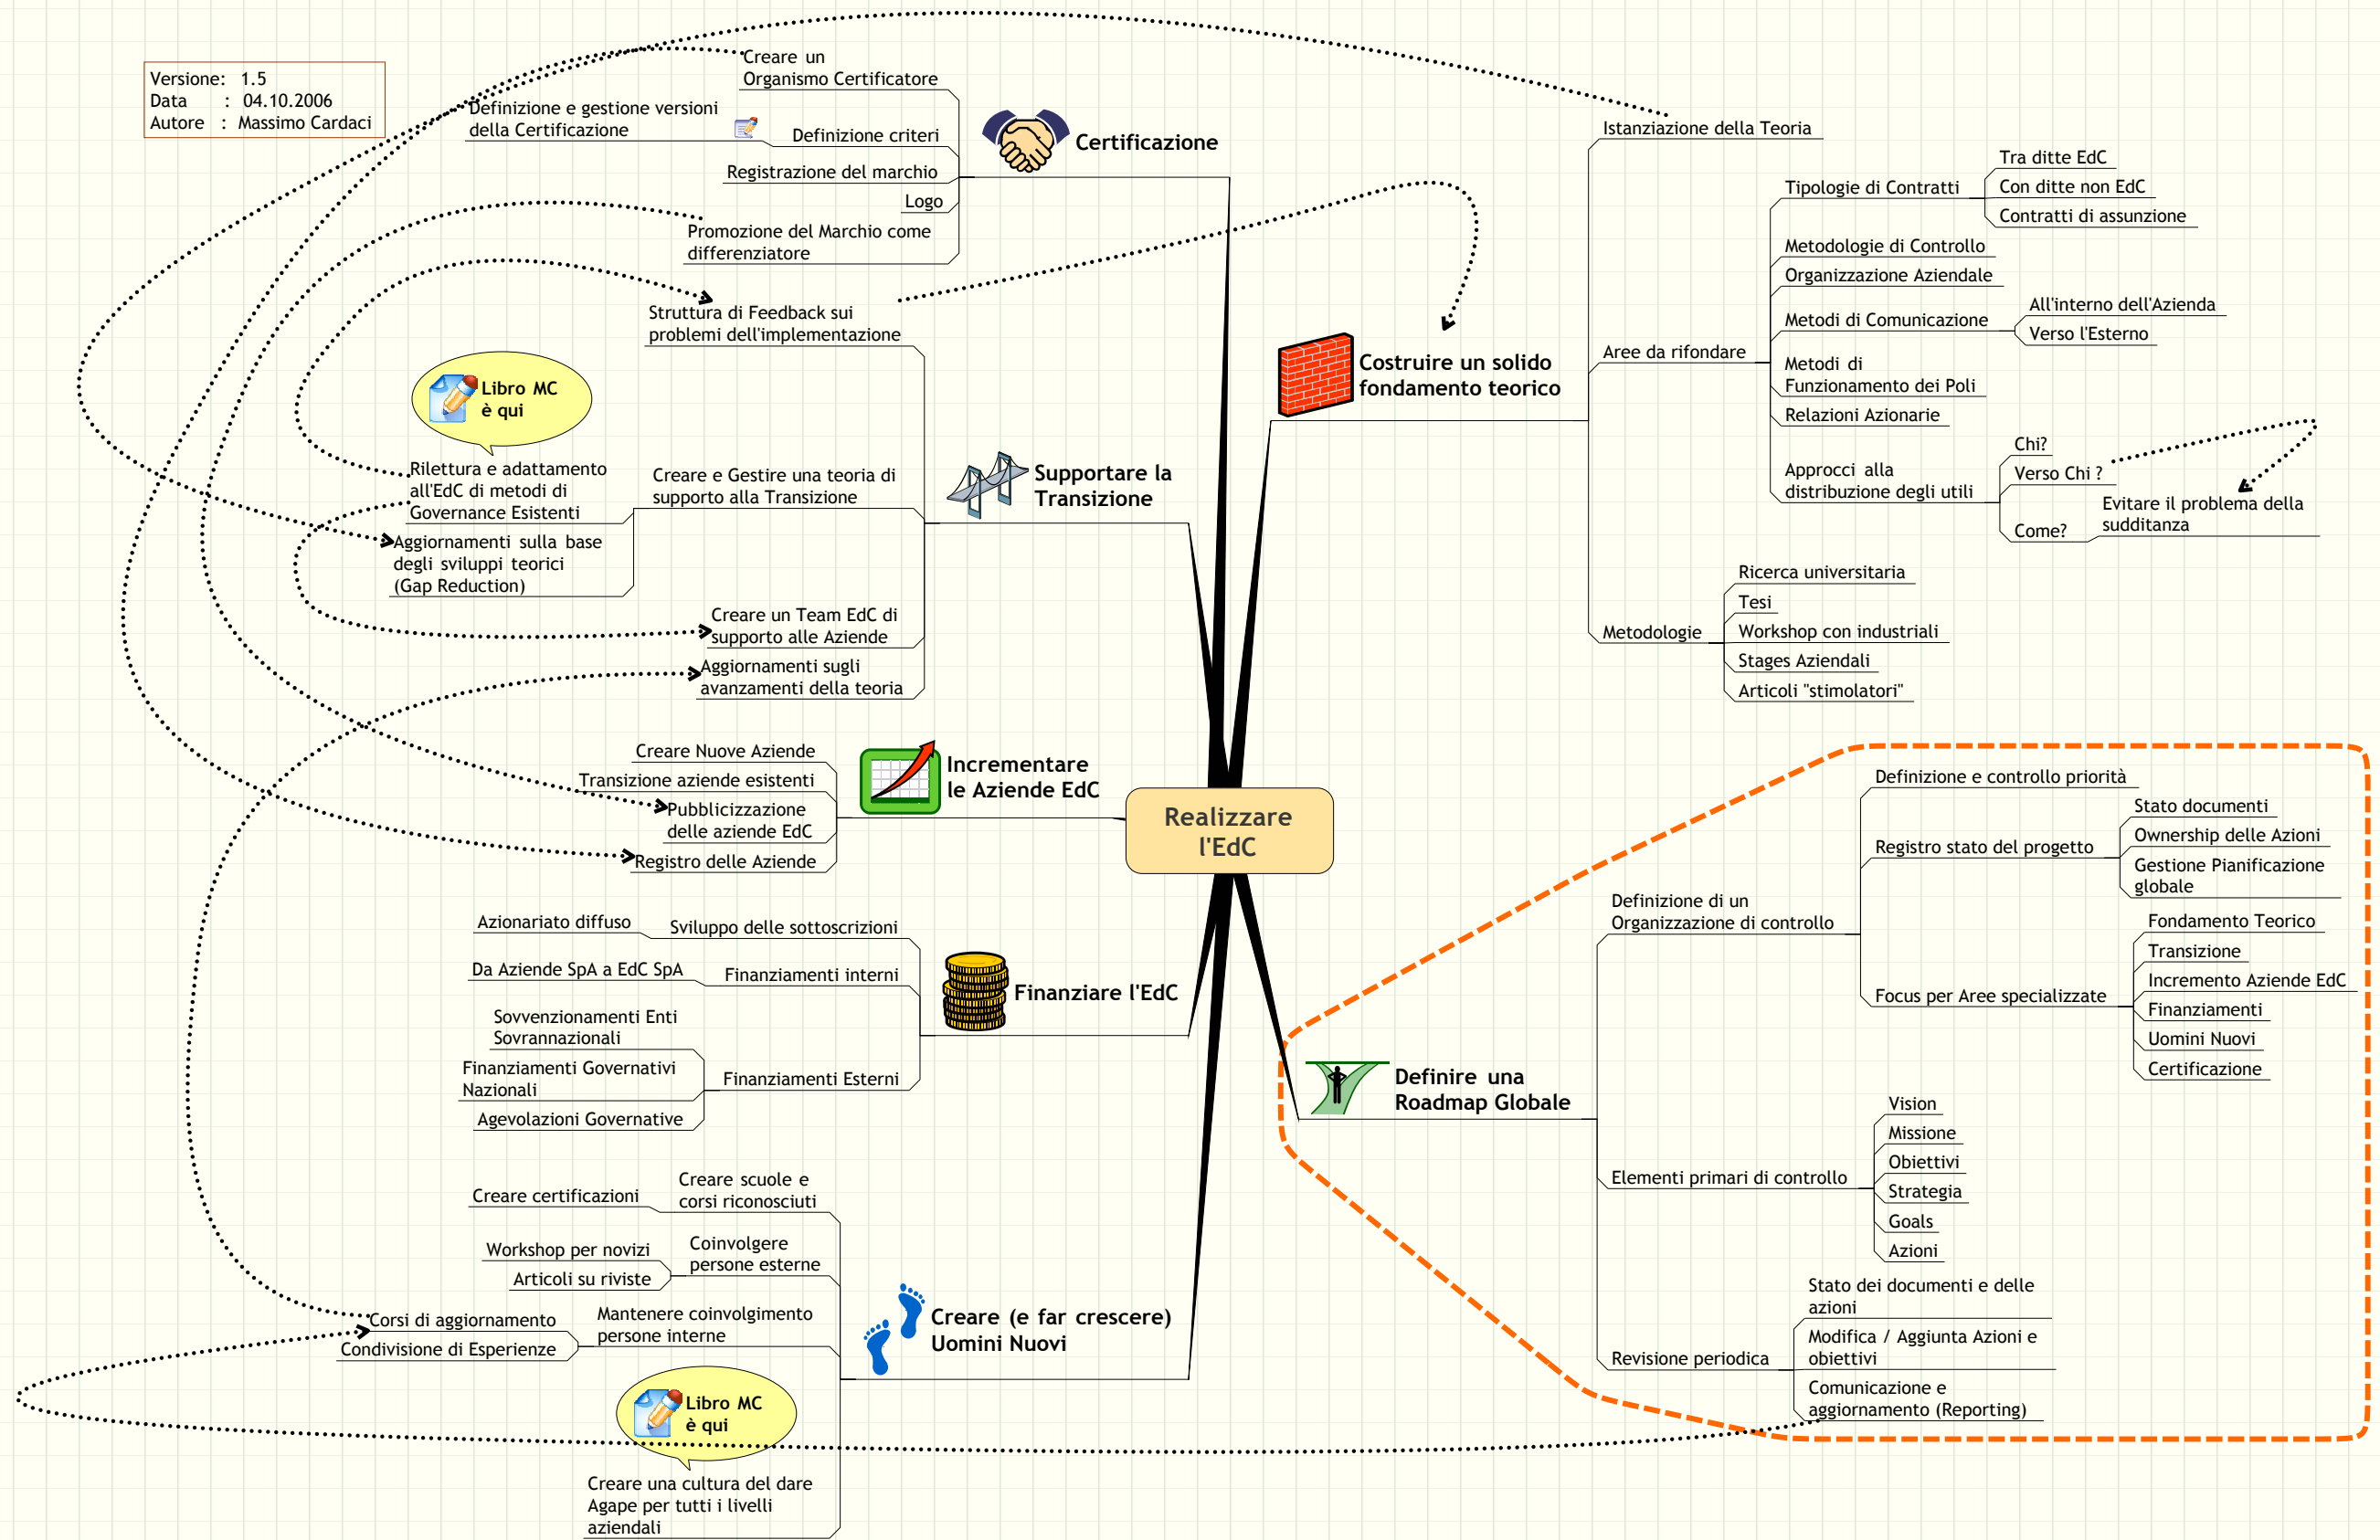 Versione: 1.5
Data : 04.10.2006
Autore : Massimo Cardaci
Realizzare
l'EdC
Certificazione
Creare un
Organismo Certificatore
Definizione criteri
Definizione e gestione versioni
della Certificazione
Registrazione del marchio
Logo
Promozione del Marchio come
differenziatore
Supportare la
Transizione
Struttura di Feedback sui
problemi dell'implementazione
Creare e Gestire una teoria di
supporto alla Transizione
Libro MC
è qui
Rilettura e adattamento
all'EdC di metodi di
Governance Esistenti
Aggiornamenti sulla base
degli sviluppi teorici
(Gap Reduction)
Creare un Team EdC di
supporto alle Aziende
Aggiornamenti sugli
avanzamenti della teoria
Incrementare
le Aziende EdC
Creare Nuove Aziende
Transizione aziende esistenti
Pubblicizzazione
delle aziende EdC
Registro delle Aziende
Finanziare l'EdC
Sviluppo delle sottoscrizioni
Azionariato diffuso
Finanziamenti interni
Da Aziende SpA a EdC SpA
Finanziamenti Esterni
Sovvenzionamenti Enti
Sovrannazionali
Finanziamenti Governativi
Nazionali
Agevolazioni Governative
Creare (e far crescere)
Uomini Nuovi
Creare scuole e
corsi riconosciuti
Creare certificazioni
Coinvolgere
persone esterne
Workshop per novizi
Articoli su riviste
Mantenere coinvolgimento
persone interne
Corsi di aggiornamento
Condivisione di Esperienze
Libro MC
è qui
Creare una cultura del dare
Agape per tutti i livelli
aziendali
Costruire un solido
fondamento teorico
Istanziazione della Teoria
Aree da rifondare
Tipologie di Contratti
Tra ditte EdC
Con ditte non EdC
Contratti di assunzione
Metodologie di Controllo
Organizzazione Aziendale
Metodi di Comunicazione
All'interno dell'Azienda
Verso l'Esterno
Metodi di
Funzionamento dei Poli
Relazioni Azionarie
Approcci alla
distribuzione degli utili
Chi?
Verso Chi ?
Come?
Evitare il problema della
sudditanza
Metodologie
Ricerca universitaria
Tesi
Workshop con industriali
Stages Aziendali
Articoli "stimolatori"
Definire una
Roadmap Globale
Definizione di un
Organizzazione di controllo
Definizione e controllo priorità
Registro stato del progetto
Stato documenti
Ownership delle Azioni
Gestione Pianificazione
globale
Focus per Aree specializzate
Fondamento Teorico
Transizione
Incremento Aziende EdC
Finanziamenti
Uomini Nuovi
Certificazione
Elementi primari di controllo
Vision
Missione
Obiettivi
Strategia
Goals
Azioni
Revisione periodica
Stato dei documenti e delle
azioni
Modifica / Aggiunta Azioni e
obiettivi
Comunicazione e
aggiornamento (Reporting)